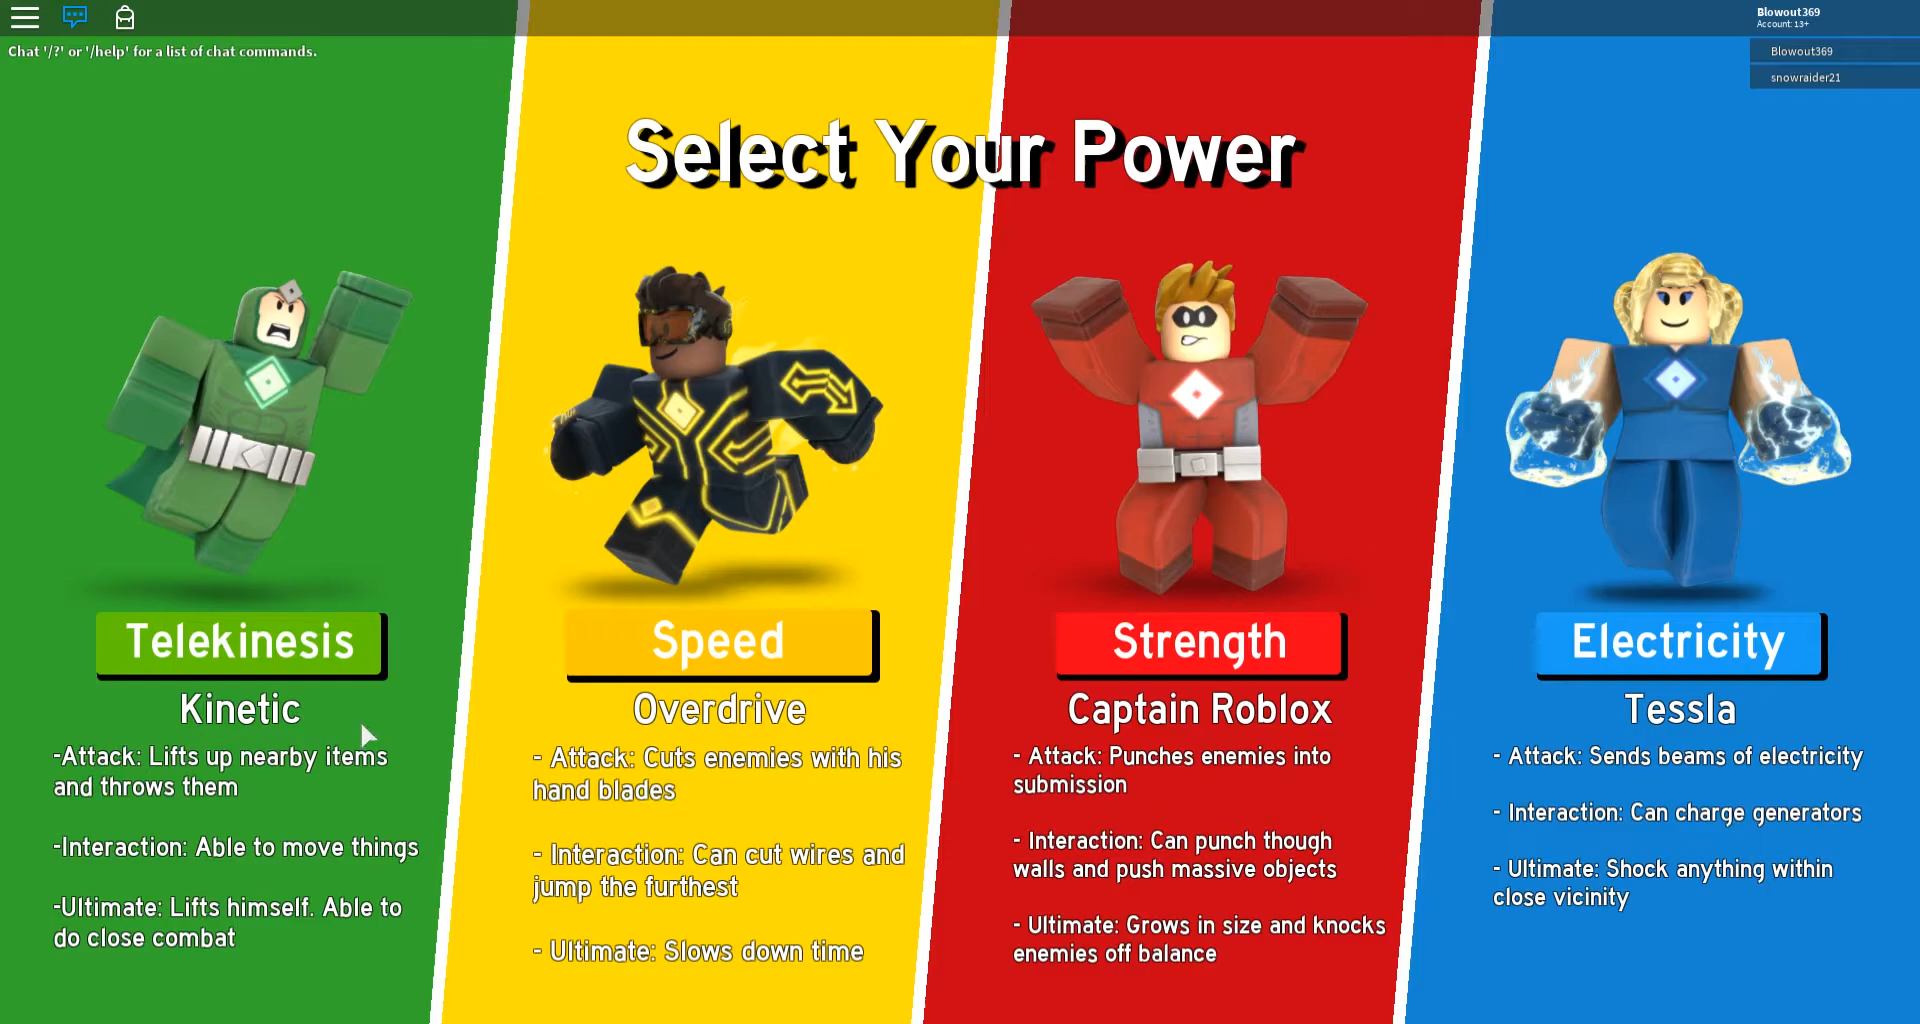 Blowout369
Account: 13+
Chat '/?' or '/help' for a list of chat commands.
Blowout369
snowraider21
Select Your Power
Telekinesis
Kinetic
-Attack: Lifts up nearby items
and throws them
-Interaction: Able to move things
-Ultimate: Lifts himself. Able to
do close combat
Speed
Overdrive
- Attack: Cuts enemies with his
hand blades
- Interaction: Can cut wires and
jump the furthest
- Ultimate: Slows down time
Strength
Captain Roblox
- Attack: Punches enemies into
submission
- Interaction: Can punch though
walls and push massive objects
- Ultimate: Grows in size and knocks
enemies off balance
Electricity
Tessla
- Attack: Sends beams of electricity
- Interaction: Can charge generators
- Ultimate: Shock anything within
close vicinity